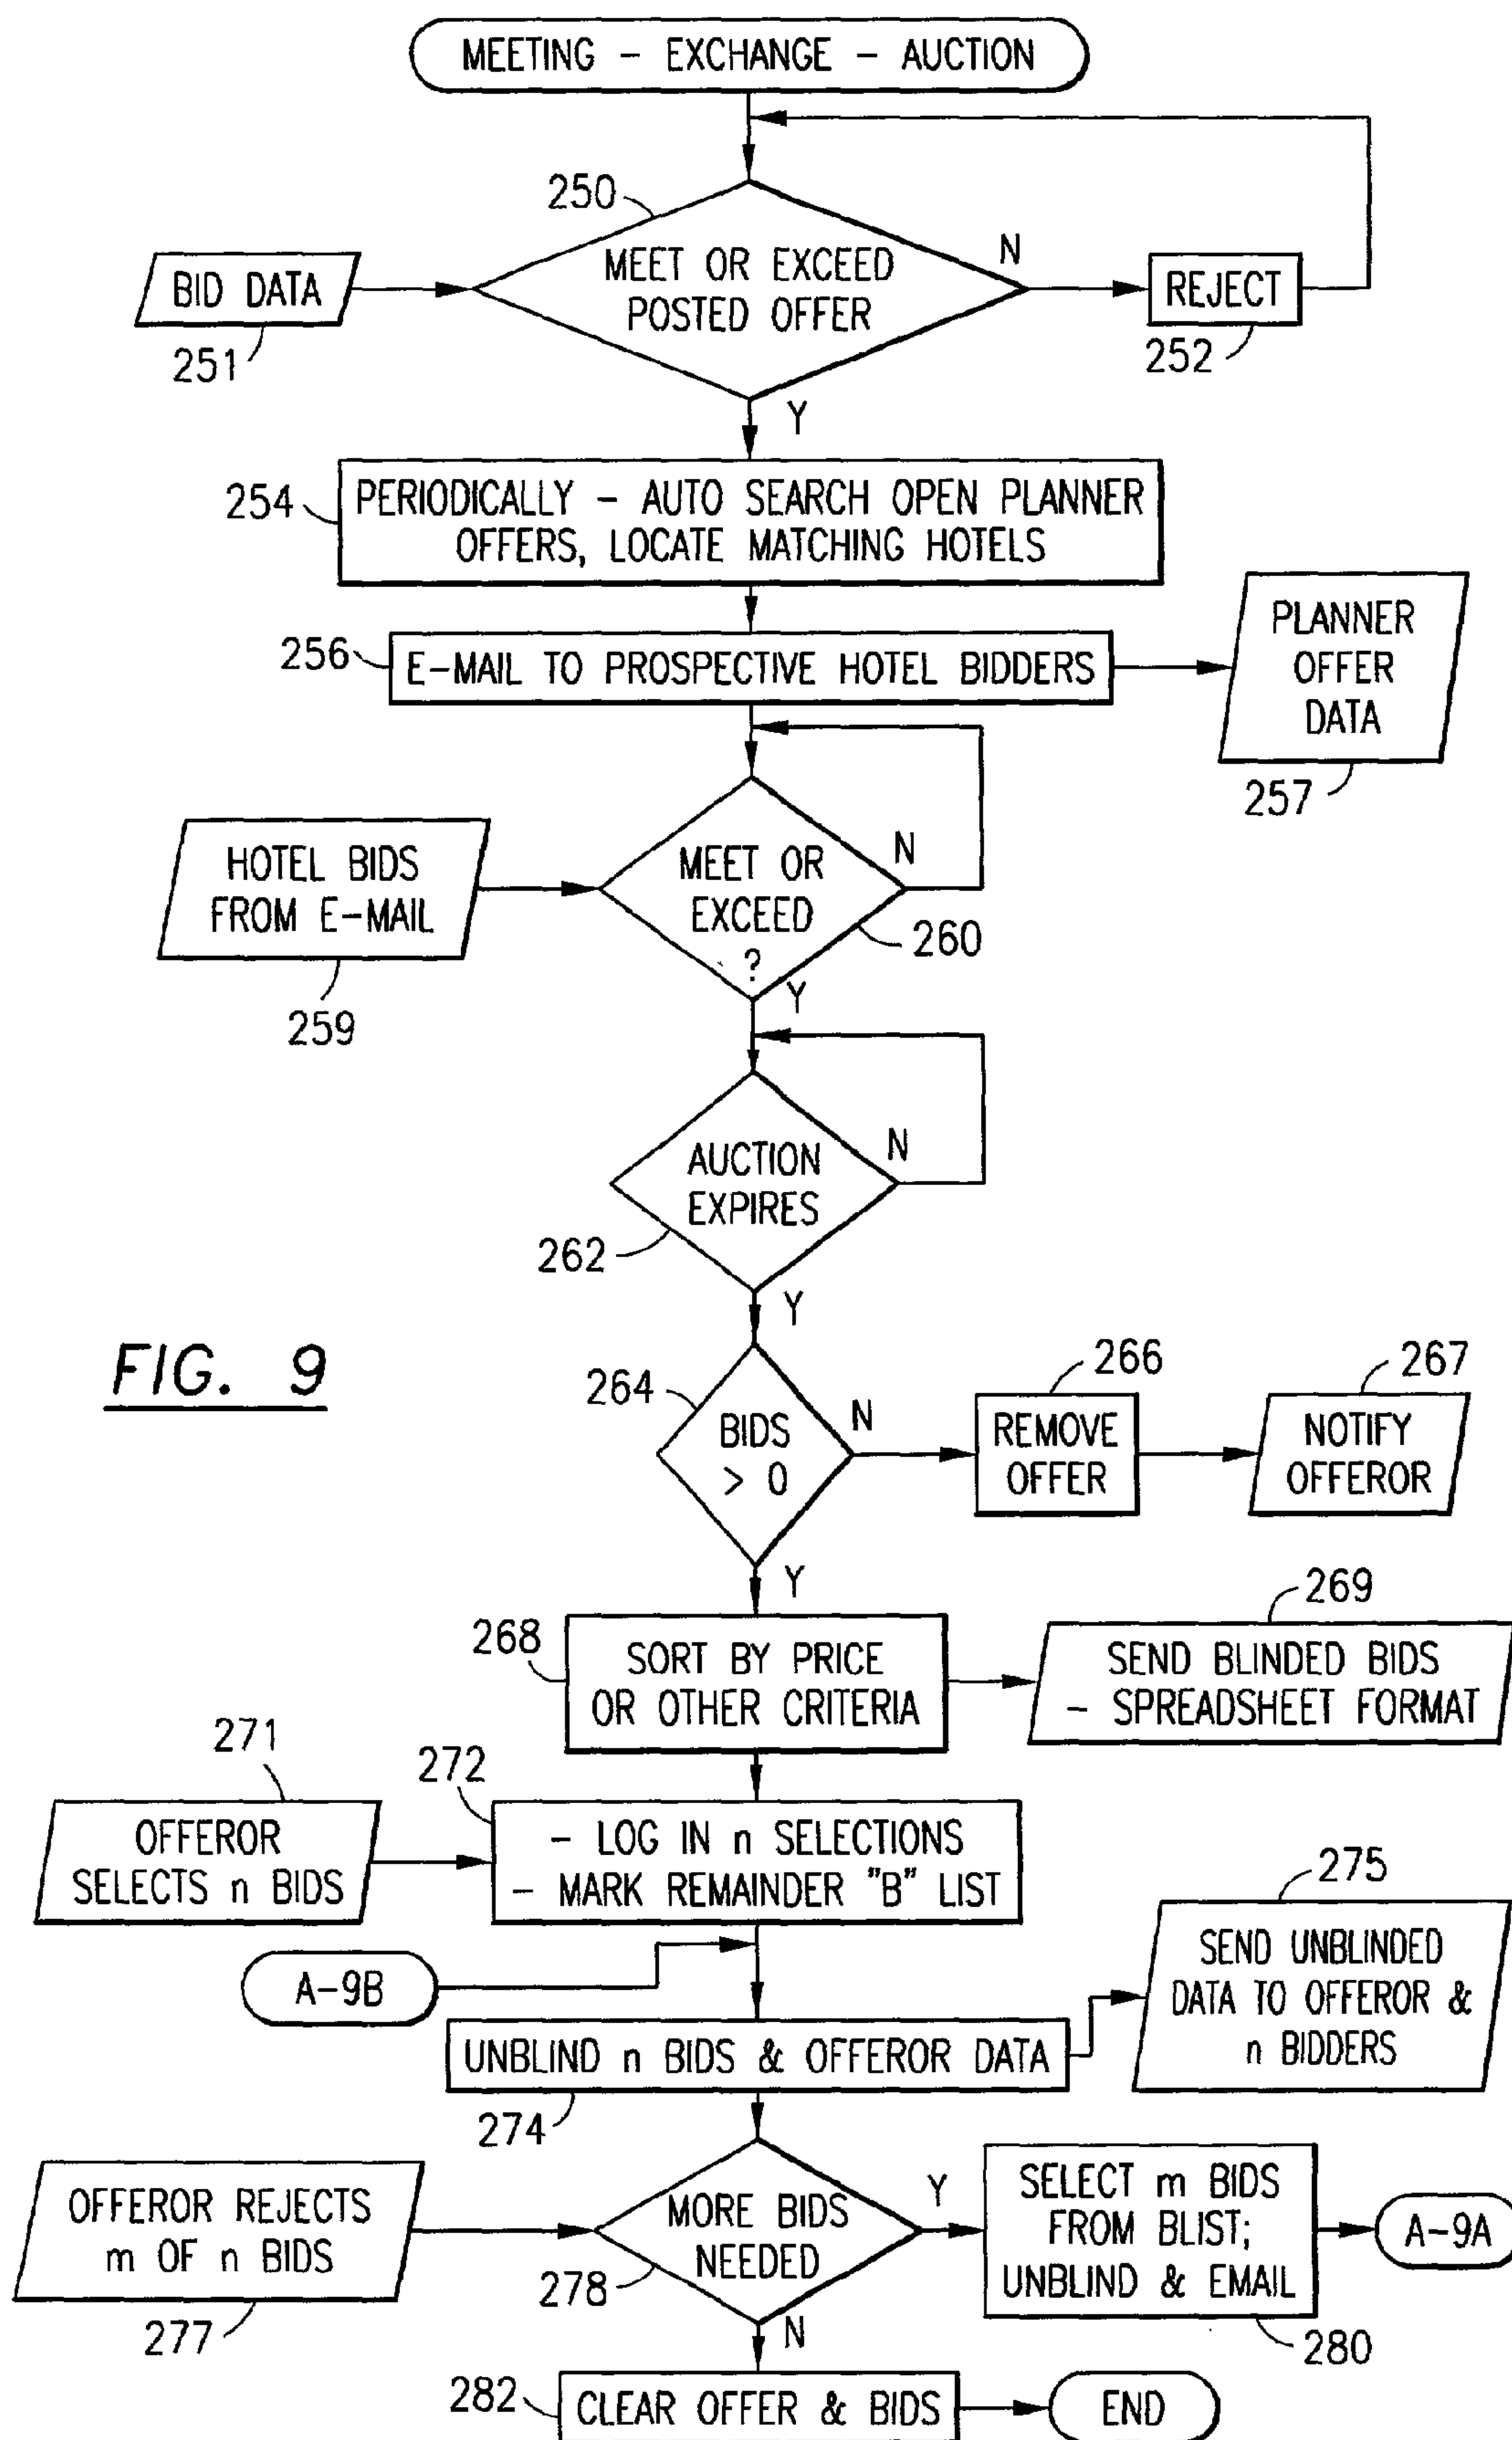 MEETING - EXCHANGE - AUCTION
250
MEET OR EXCEED
POSTED OFFER
N
BID DATA
REJECT
251
252
Y
254
PERIODICALLY - AUTO SEARCH OPEN PLANNER
OFFERS, LOCATE MATCHING HOTELS
256
E-MAIL TO PROSPECTIVE HOTEL BIDDERS
PLANNER
OFFER
DATA
257
HOTEL BIDS
FROM E-MAIL
259
MEET OR
EXCEED
?
N
260
Y
AUCTION
EXPIRES
N
262
Y
FIG. 9
264
BIDS
> 0
N
266
REMOVE
OFFER
267
NOTIFY
OFFEROR
Y
268
SORT BY PRICE
OR OTHER CRITERIA
269
SEND BLINDED BIDS
- SPREADSHEET FORMAT
271
OFFEROR
SELECTS n BIDS
272
- LOG IN n SELECTIONS
- MARK REMAINDER "B" LIST
275
SEND UNBLINDED
DATA TO OFFEROR &
n BIDDERS
A-9B
UNBLIND n BIDS & OFFEROR DATA
274
OFFEROR REJECTS
m OF n BIDS
277
MORE BIDS
NEEDED
278
Y
SELECT m BIDS
FROM BLIST;
UNBLIND & EMAIL
280
A-9A
N
282
CLEAR OFFER & BIDS
END